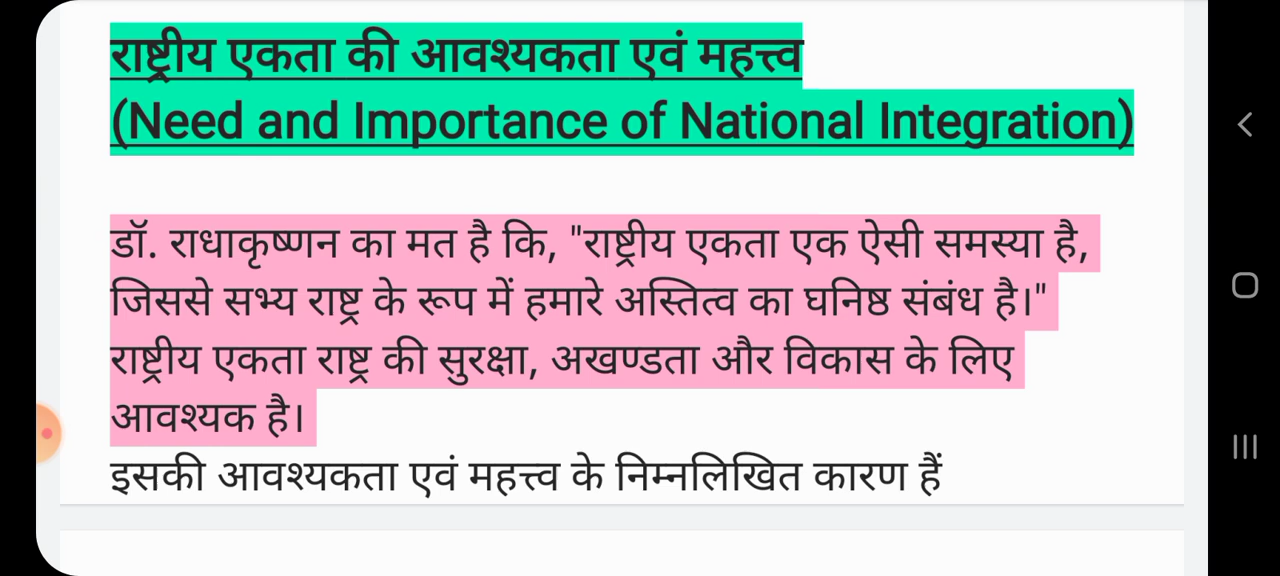 राष्ट्रीय एकता की आवश्यकता एवं महत्त्व
(Need and Importance of National Integration)
डॉ. राधाकृष्णन का मत है कि, "राष्ट्रीय एकता एक ऐसी समस्या है,
जिससे सभ्य राष्ट्र के रूप में हमारे अस्तित्व का घनिष्ठ संबंध है।"
राष्ट्रीय एकता राष्ट्र की सुरक्षा, अखण्डता और विकास के लिए
आवश्यक है।
इसकी आवश्यकता एवं महत्त्व के निम्नलिखित कारण हैं